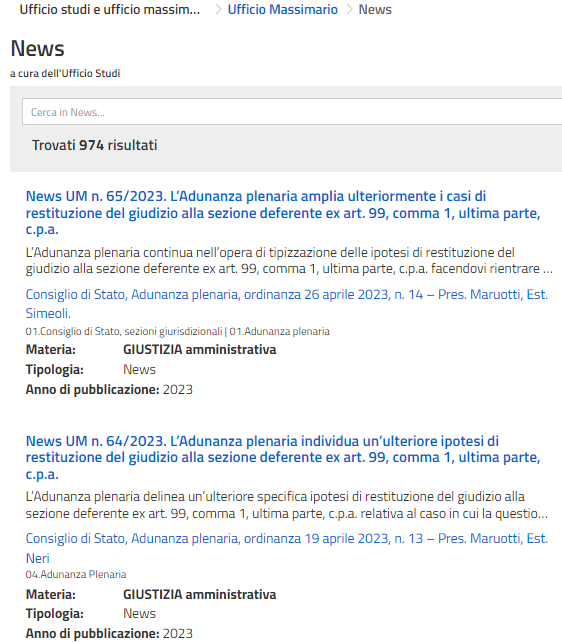 Ufficio studi e ufficio massim... > Ufficio Massimario > News
News
a cura dell'Ufficio Studi
Cerca in News...
Trovati 974 risultati
News UM n. 65/2023. L'Adunanza plenaria amplia ulteriormente i casi di
restituzione del giudizio alla sezione deferente ex art. 99, comma 1, ultima parte,
c.p.a.
L'Adunanza plenaria continua nell'opera di tipizzazione delle ipotesi di restituzione del
giudizio alla sezione deferente ex art. 99, comma 1, ultima parte, c.p.a. facendovi rientrare ...
Consiglio di Stato, Adunanza plenaria, ordinanza 26 aprile 2023, n. 14 – Pres. Maruotti, Est.
Simeoli.
01.Consiglio di Stato, sezioni giurisdizionali | 01.Adunanza plenaria
Materia: GIUSTIZIA amministrativa
Tipologia: News
Anno di pubblicazione: 2023
News UM n. 64/2023. L'Adunanza plenaria individua un'ulteriore ipotesi di
restituzione del giudizio alla sezione deferente ex art. 99, comma 1, ultima parte,
c.p.a.
L'Adunanza plenaria delinea un'ulteriore specifica ipotesi di restituzione del giudizio alla
sezione deferente ex art. 99, comma 1, ultima parte, c.p.a. relativa al caso in cui la questio...
Consiglio di Stato, Adunanza plenaria, ordinanza 19 aprile 2023, n. 13 – Pres. Maruotti, Est.
Neri
04.Adunanza Plenaria
Materia: GIUSTIZIA amministrativa
Tipologia: News
Anno di pubblicazione: 2023